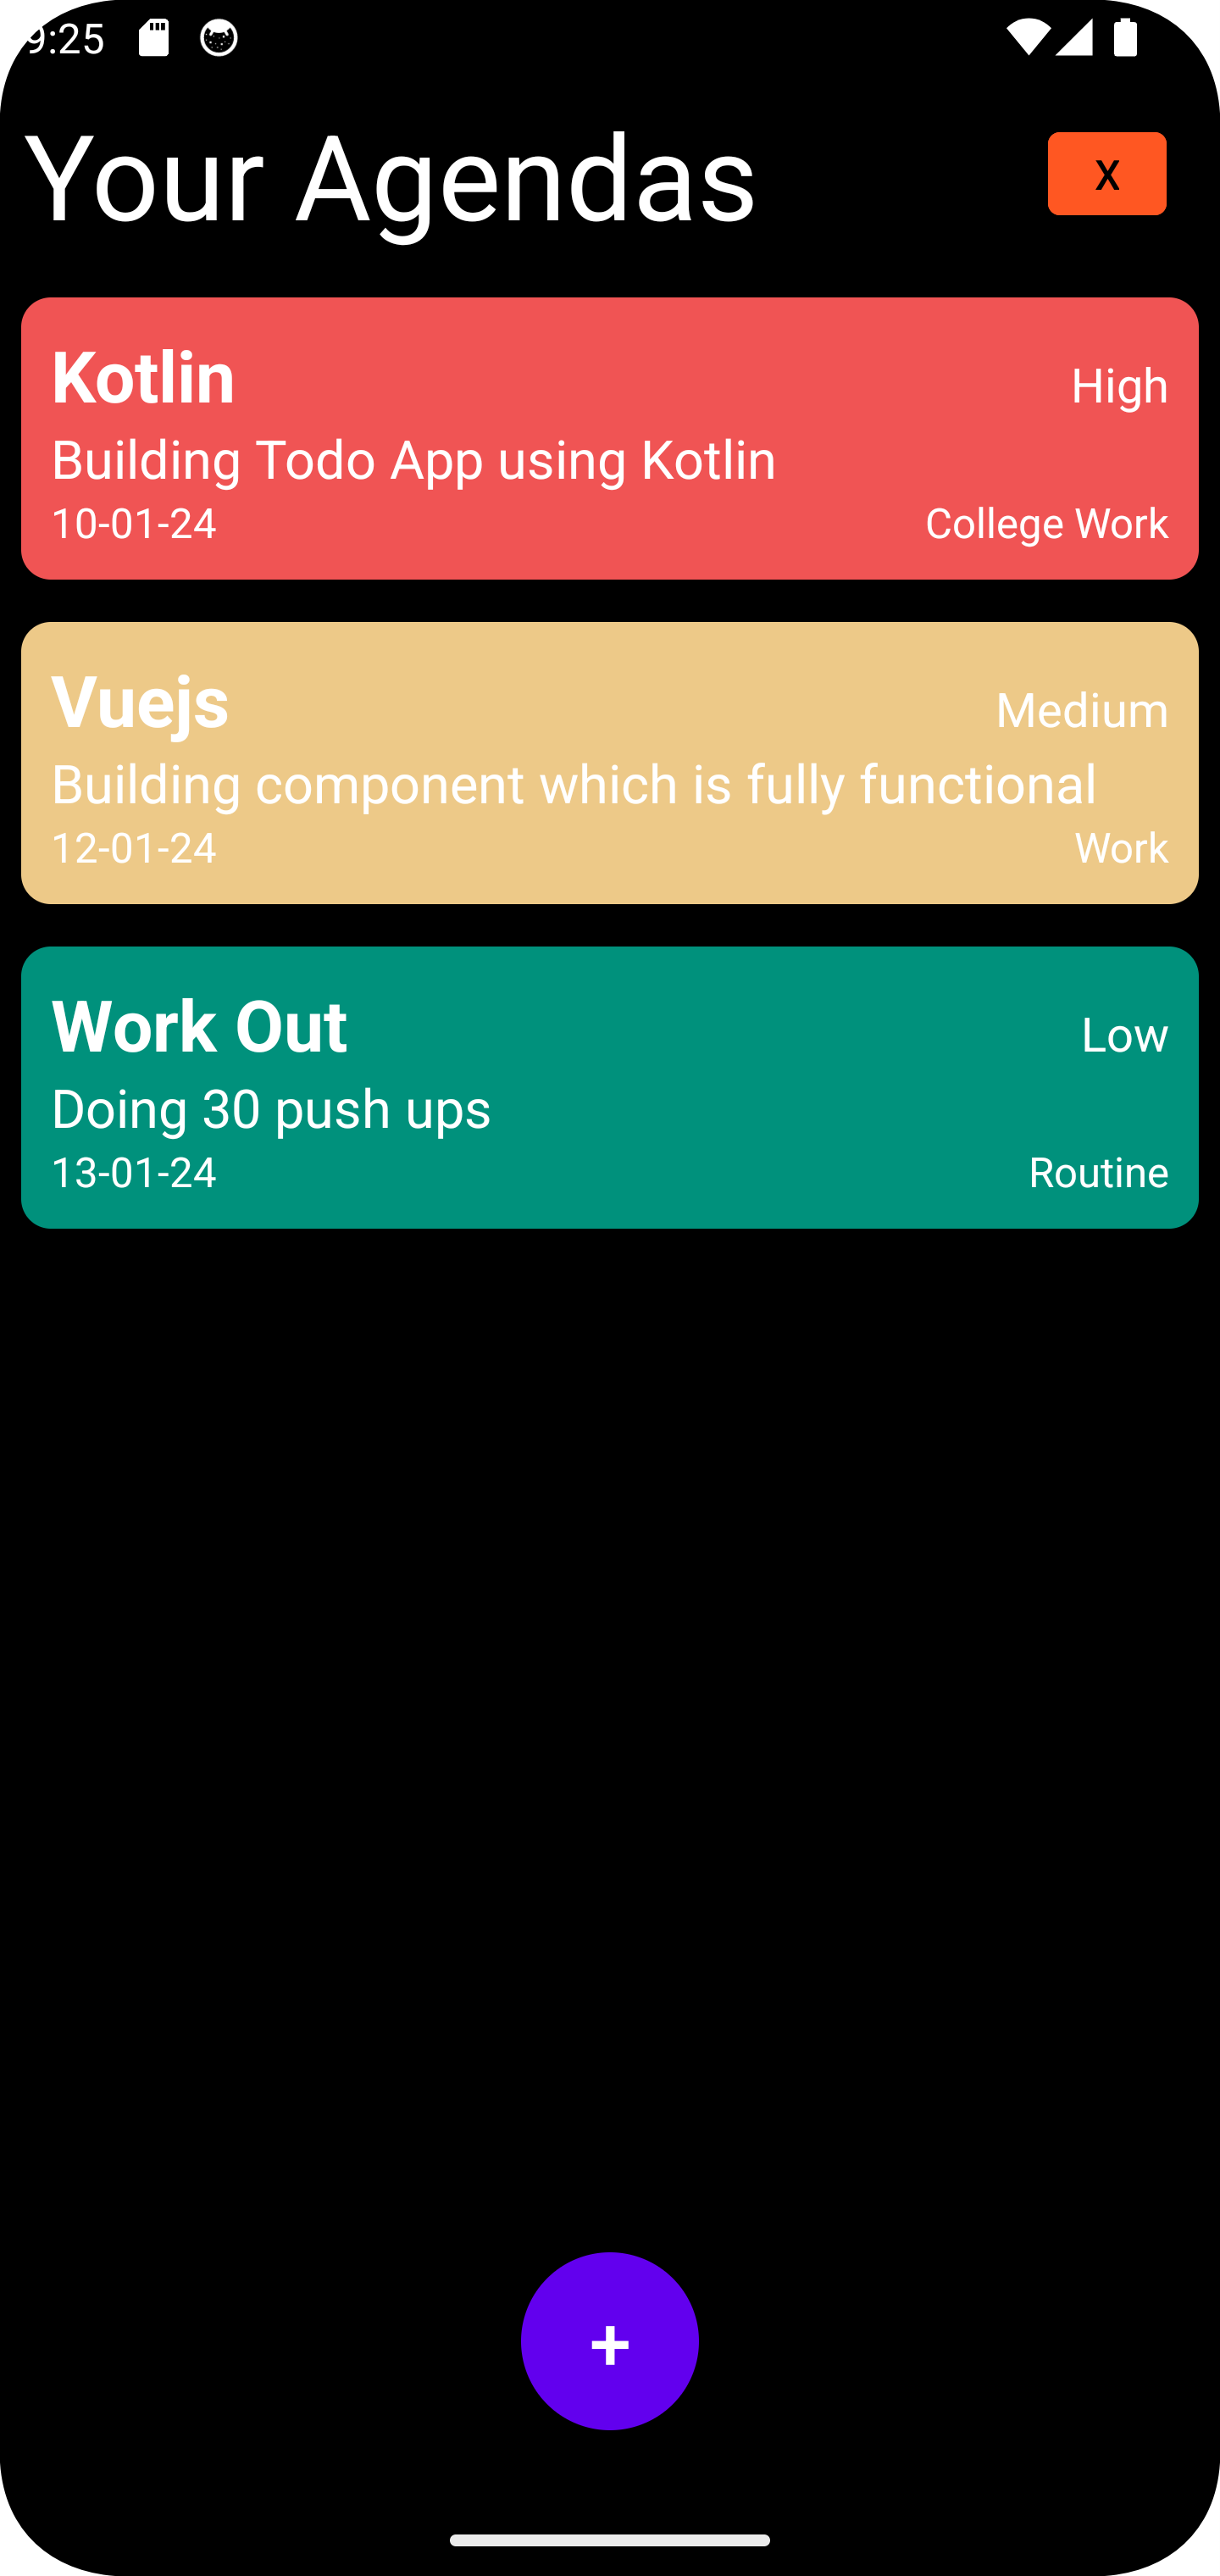 9:25
Your Agendas
X
Kotlin
High
Building Todo App using Kotlin
10-01-24
College Work
Vuejs
Medium
Building component which is fully functional
12-01-24
Work
Work Out
Low
Doing 30 push ups
13-01-24
Routine
+